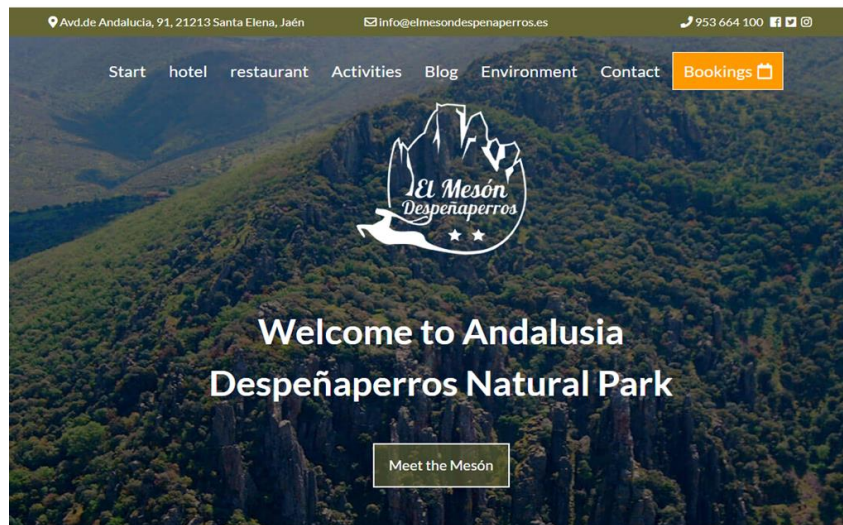 Avd.de Andalucia, 91, 21213 Santa Elena, Jaén
info@elmesondespenaperros.es
953 664 100
Start hotel restaurant Activities Blog Environment Contact Bookings
El Mesón
Despeñaperros
Welcome to Andalusia
Despeñaperros Natural Park
Meet the Mesón